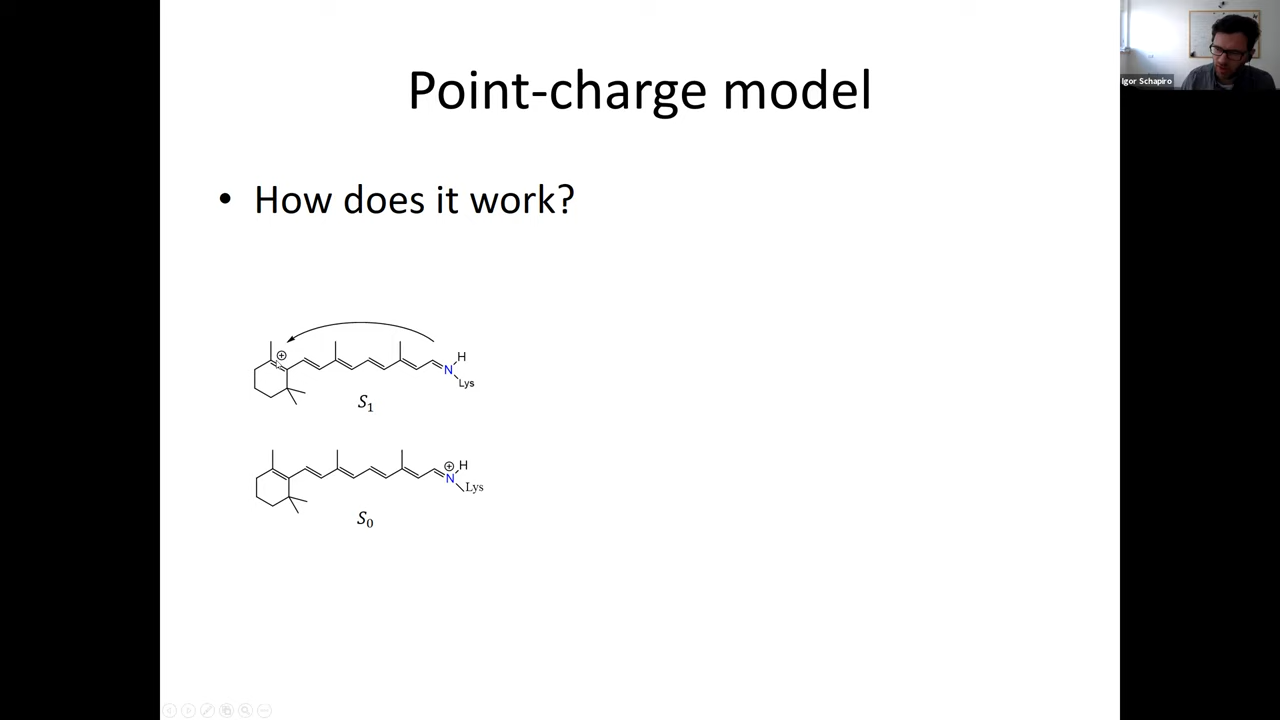 Point-charge model
Igor Schapiro
• How does it work?
⊕
H
N
Lys
S₁
⊕
H
N
Lys
S₀